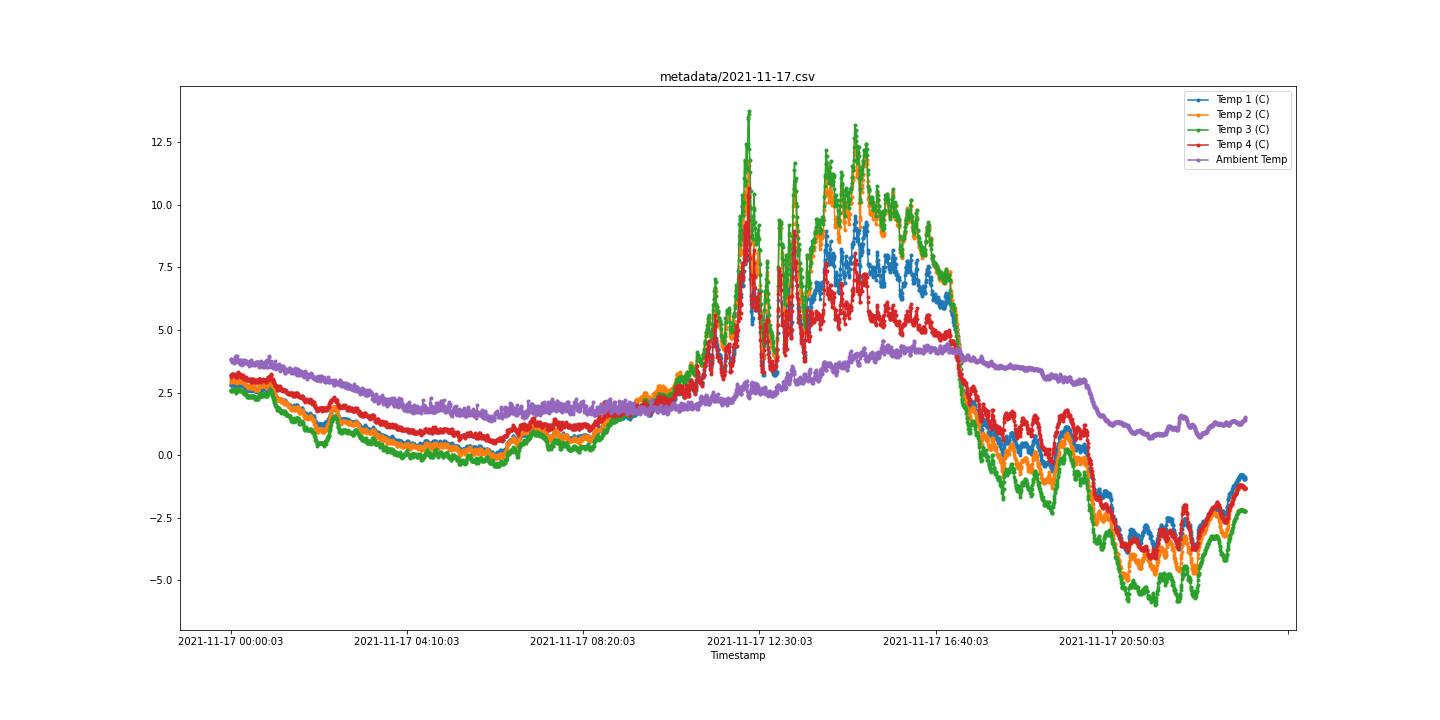 metadata/2021-11-17.csv
Temp 1 (C)
Temp 2 (C)
Temp 3 (C)
Temp 4 (C)
Ambient Temp
12.5
10.0
7.5
5.0
2.5
0.0
−2.5
−5.0
2021-11-17 00:00:03
2021-11-17 04:10:03
2021-11-17 08:20:03
2021-11-17 12:30:03
2021-11-17 16:40:03
2021-11-17 20:50:03
Timestamp